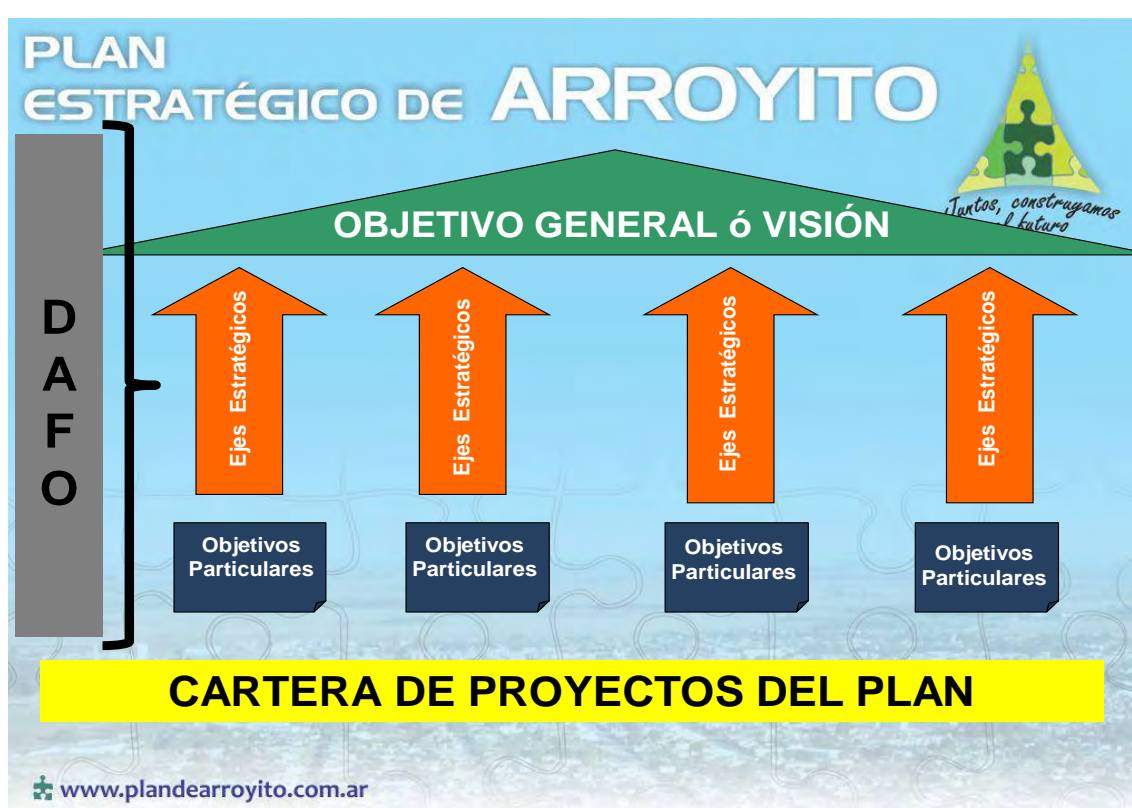 PLAN
ESTRATÉGICO DE ARROYITO
Juntos, construyamos
el futuro
OBJETIVO GENERAL ó VISIÓN
D
A
F
O
Ejes Estratégicos
Ejes Estratégicos
Ejes Estratégicos
Ejes Estratégicos
Objetivos
Particulares
Objetivos
Particulares
Objetivos
Particulares
Objetivos
Particulares
CARTERA DE PROYECTOS DEL PLAN
www.plandearroyito.com.ar